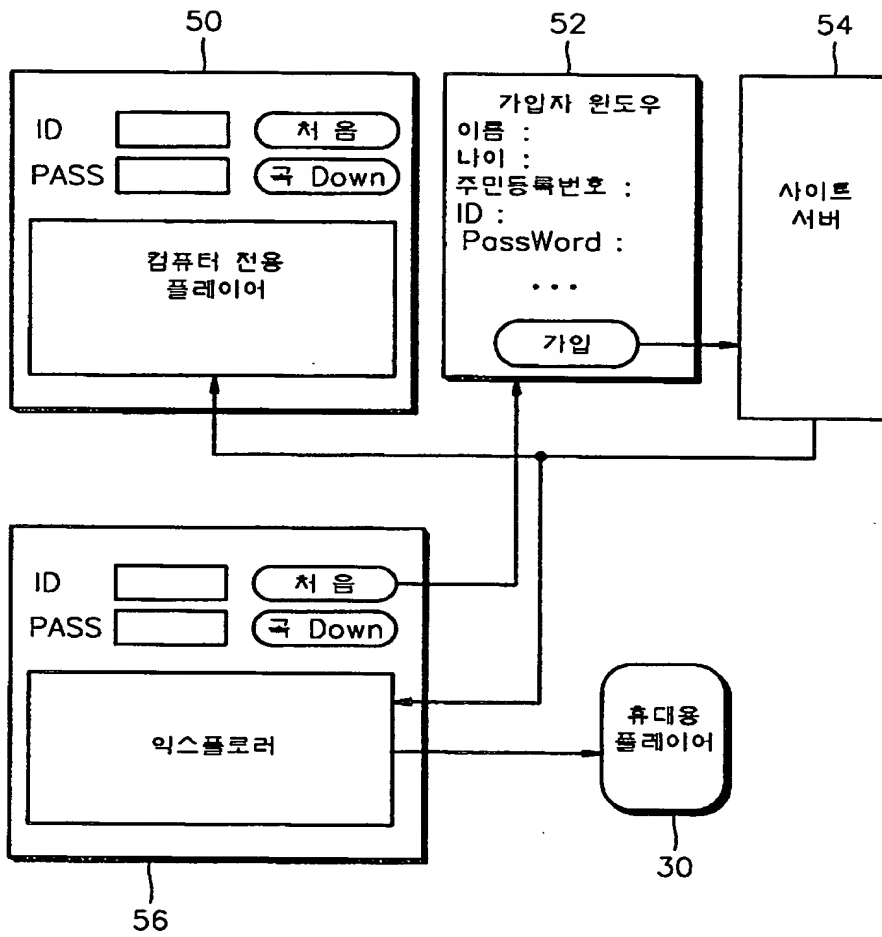 50
52
54
ID
처 음
PASS
곡 Down
컴퓨터 전용
플레이어
가입자 윈도우
이름 :
나이 :
주민등록번호 :
ID :
PassWord :
...
가입
사이트
서버
ID
처 음
PASS
곡 Down
익스플로러
휴대용
플레이어
56
30